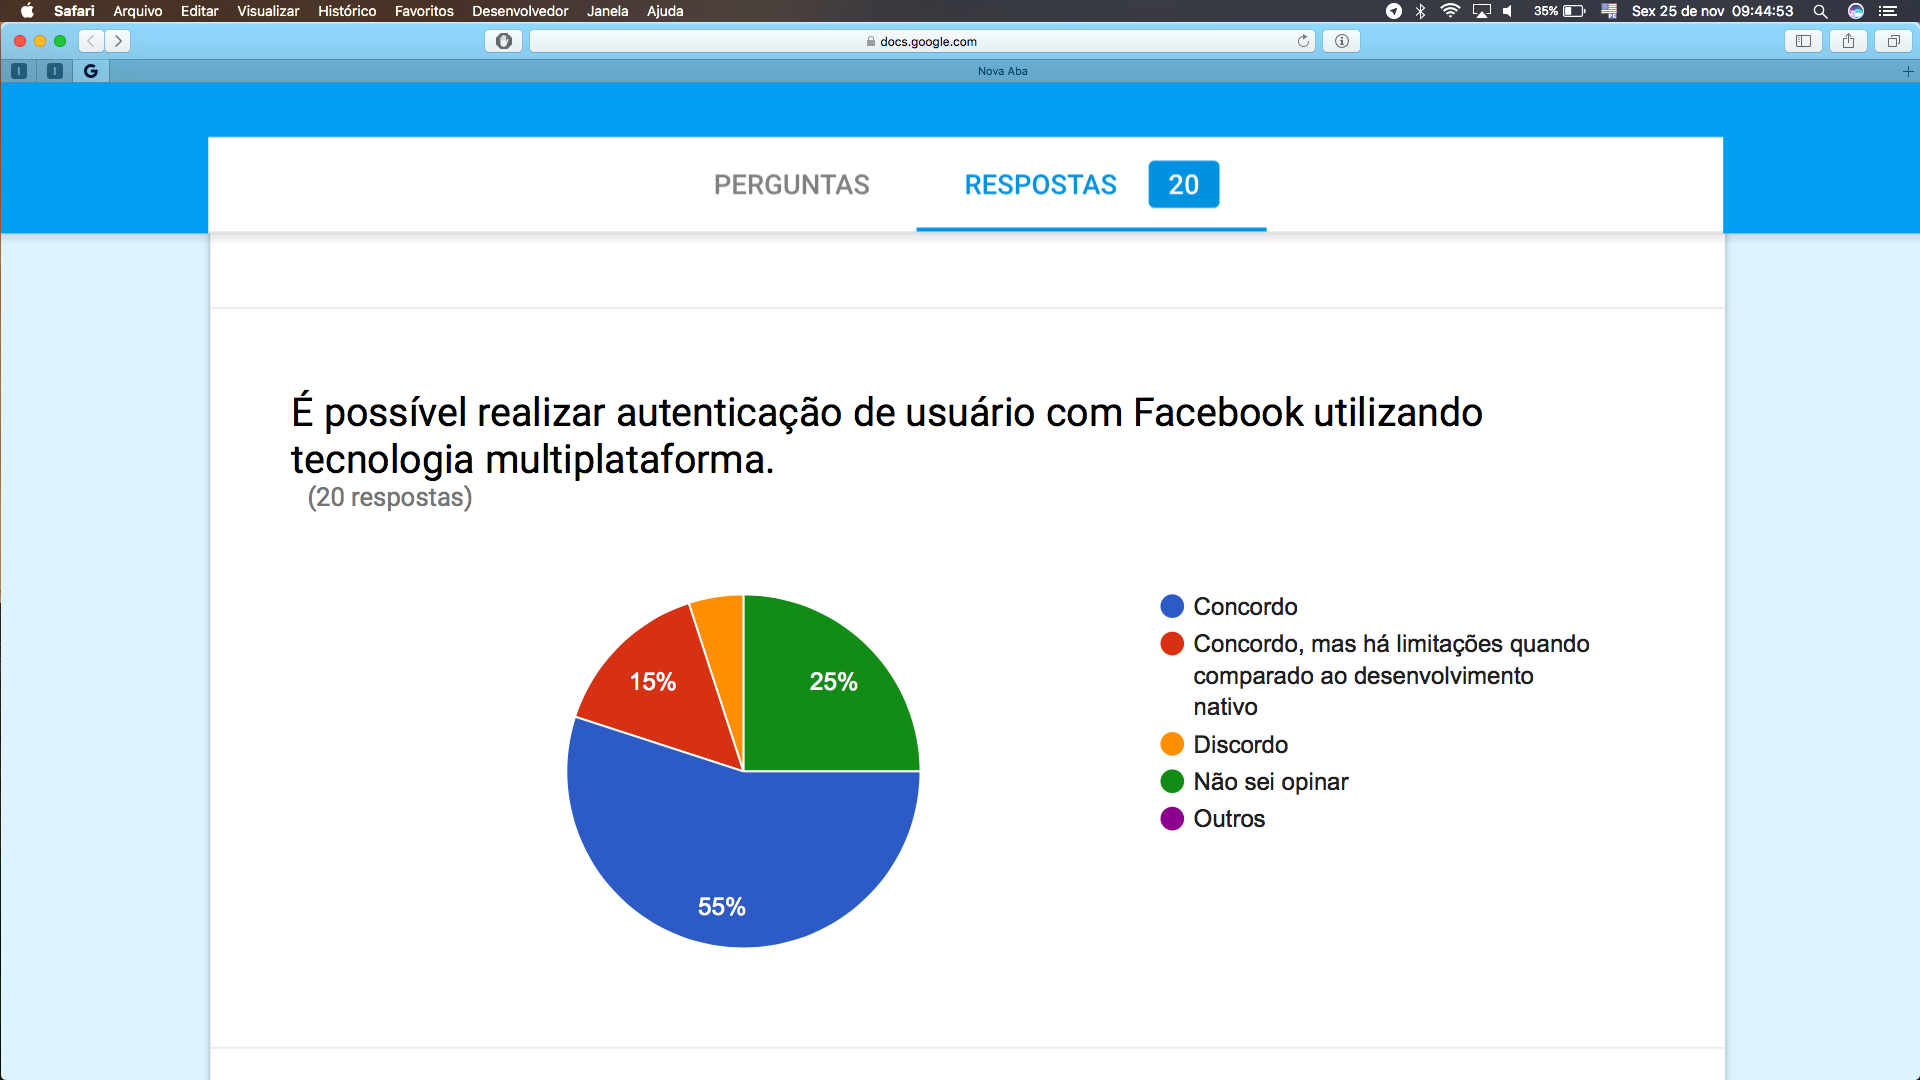 Safari Arquivo Editar Visualizar Histórico Favoritos Desenvolvedor Janela Ajuda 35% Sex 25 de nov 09:44:53
docs.google.com
I I G Nova Aba
PERGUNTAS RESPOSTAS 20
É possível realizar autenticação de usuário com Facebook utilizando
tecnologia multiplataforma.
(20 respostas)
15%
25%
55%
Concordo
Concordo, mas há limitações quando
comparado ao desenvolvimento
nativo
Discordo
Não sei opinar
Outros